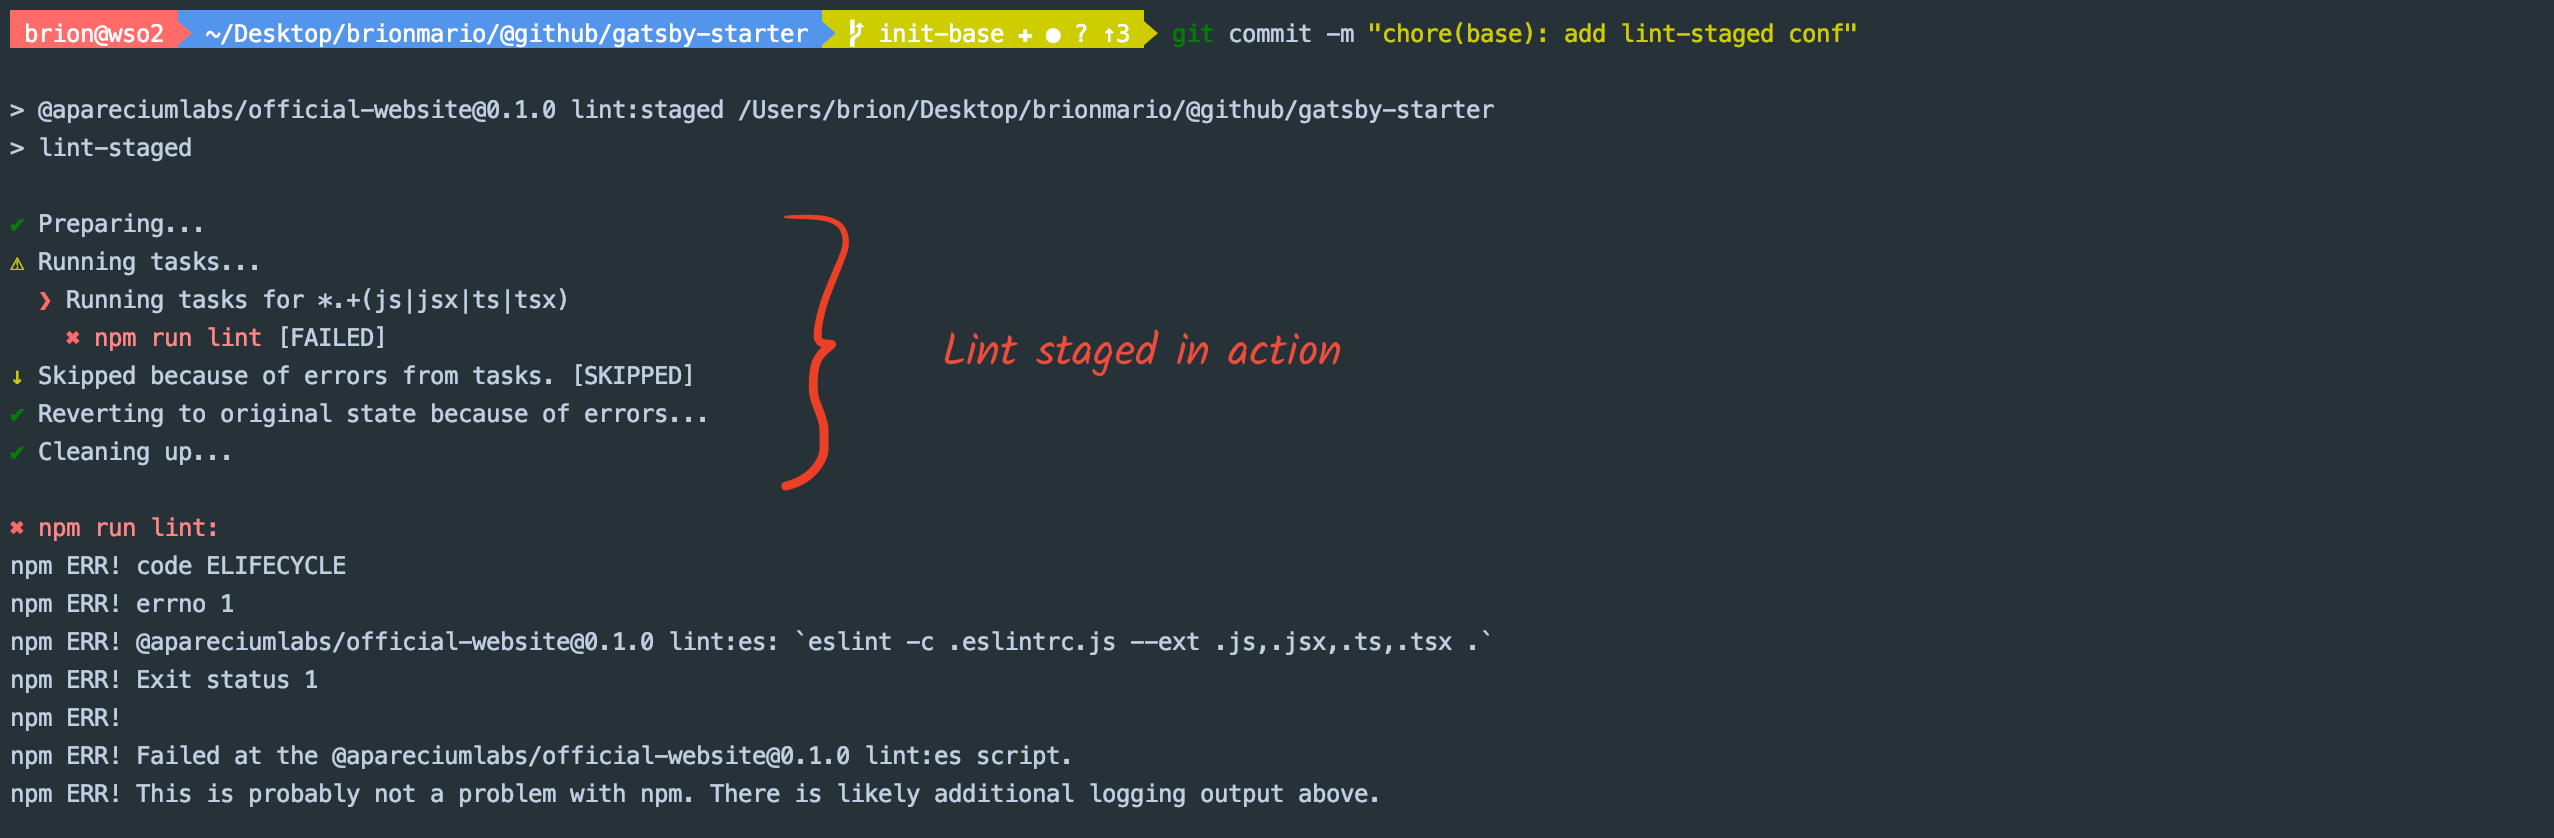 brion@wso2 ~/Desktop/brionmario/@github/gatsby-starter init-base ✚ ● ? ↑3 git commit -m "chore(base): add lint-staged conf"
> @apareciumlabs/official-website@0.1.0 lint:staged /Users/brion/Desktop/brionmario/@github/gatsby-starter
> lint-staged
✔ Preparing...
⚠ Running tasks...
❯ Running tasks for *.+(js|jsx|ts|tsx)
✖ npm run lint [FAILED]
↓ Skipped because of errors from tasks. [SKIPPED]
✔ Reverting to original state because of errors...
✔ Cleaning up...
Lint staged in action
✖ npm run lint:
npm ERR! code ELIFECYCLE
npm ERR! errno 1
npm ERR! @apareciumlabs/official-website@0.1.0 lint:es: `eslint -c .eslintrc.js --ext .js,.jsx,.ts,.tsx .`
npm ERR! Exit status 1
npm ERR!
npm ERR! Failed at the @apareciumlabs/official-website@0.1.0 lint:es script.
npm ERR! This is probably not a problem with npm. There is likely additional logging output above.